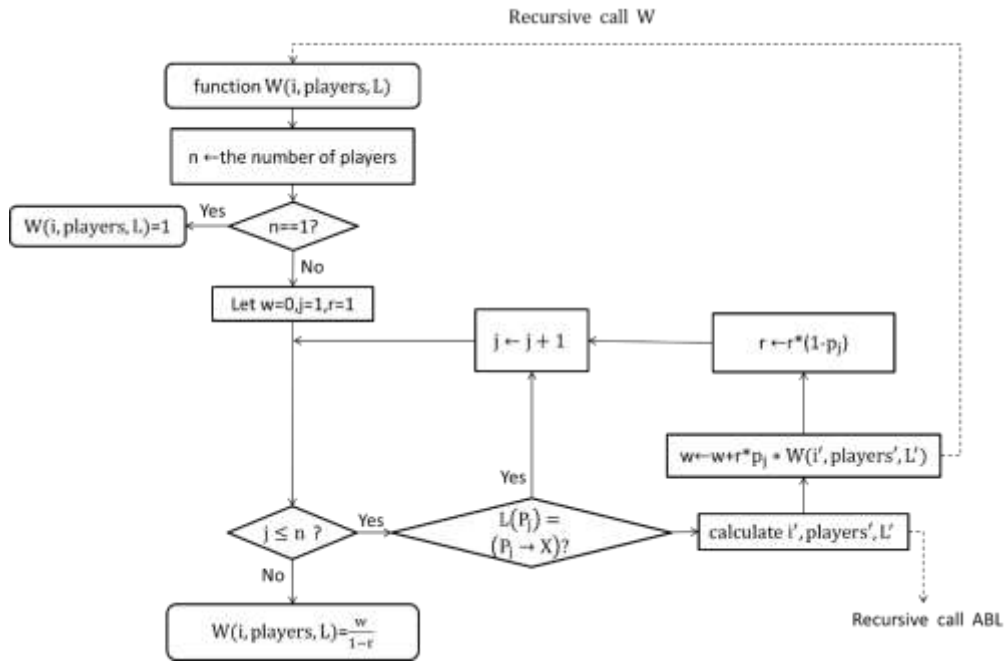 Recursive call W
function W(i, players, L)
n ←the number of players
Yes
W(i, players, L)=1
n==1?
No
Let w=0,j=1,r=1
j ← j + 1
r ←r*(1-pj)
w←w+r*pj * W(i′, players′, L′)
Yes
j ≤ n ?
Yes
L(Pj) =
(Pj → X)?
calculate i′, players′, L′
No
W(i, players, L)=w/1−r
Recursive call ABL